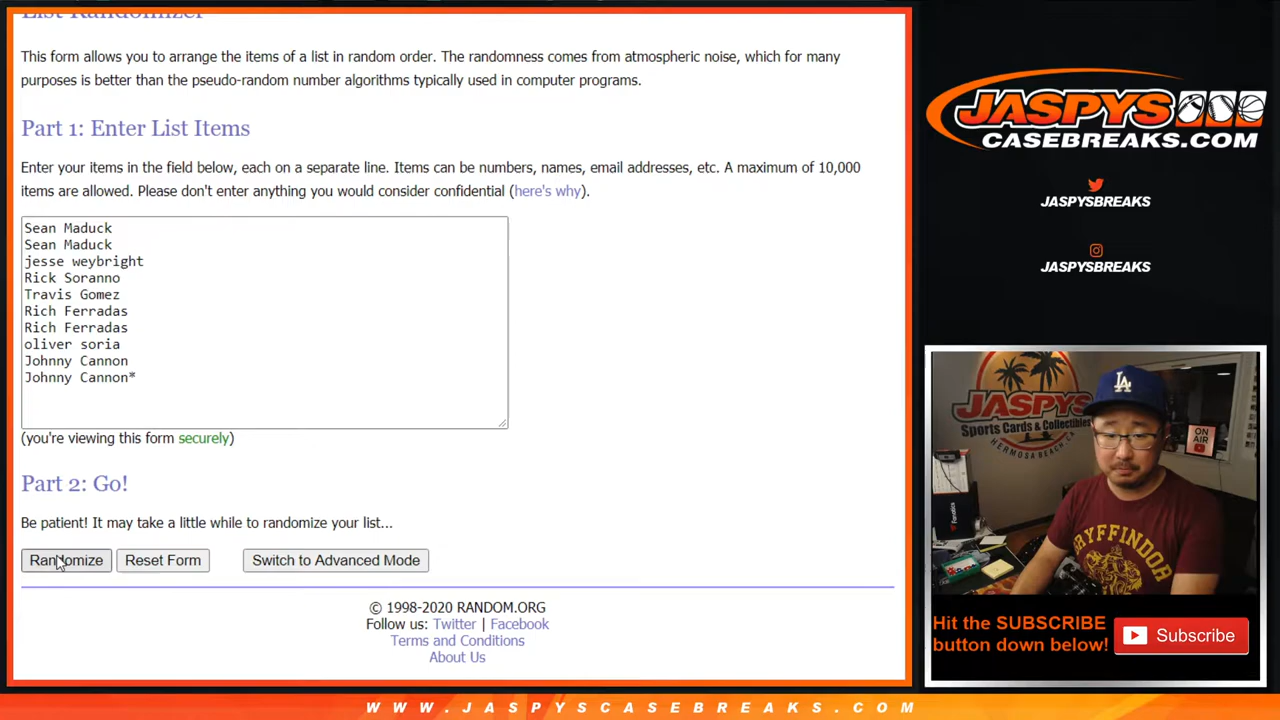 List Randomizer
This form allows you to arrange the items of a list in random order. The randomness comes from atmospheric noise, which for many
purposes is better than the pseudo-random number algorithms typically used in computer programs.
Part 1: Enter List Items
Enter your items in the field below, each on a separate line. Items can be numbers, names, email addresses, etc. A maximum of 10,000
items are allowed. Please don't enter anything you would consider confidential (here's why).
Sean Maduck
Sean Maduck
jesse weybright
Rick Soranno
Travis Gomez
Rich Ferradas
Rich Ferradas
oliver soria
Johnny Cannon
Johnny Cannon*
(you're viewing this form securely)
Part 2: Go!
Be patient! It may take a little while to randomize your list...
Randomize Reset Form Switch to Advanced Mode
© 1998-2020 RANDOM.ORG
Follow us: Twitter | Facebook
Terms and Conditions
About Us
JASPYS
CASEBREAKS.COM
JASPYSBREAKS
JASPYSBREAKS
JASPYS
Sports Cards & Collectibles
HERMOSA BEACH, CA
ON
AIR
LA
Fanatics
GRYFFINDOR
Hit the SUBSCRIBE
button down below!
Subscribe
WWW.JASPYSCASEBREAKS.COM